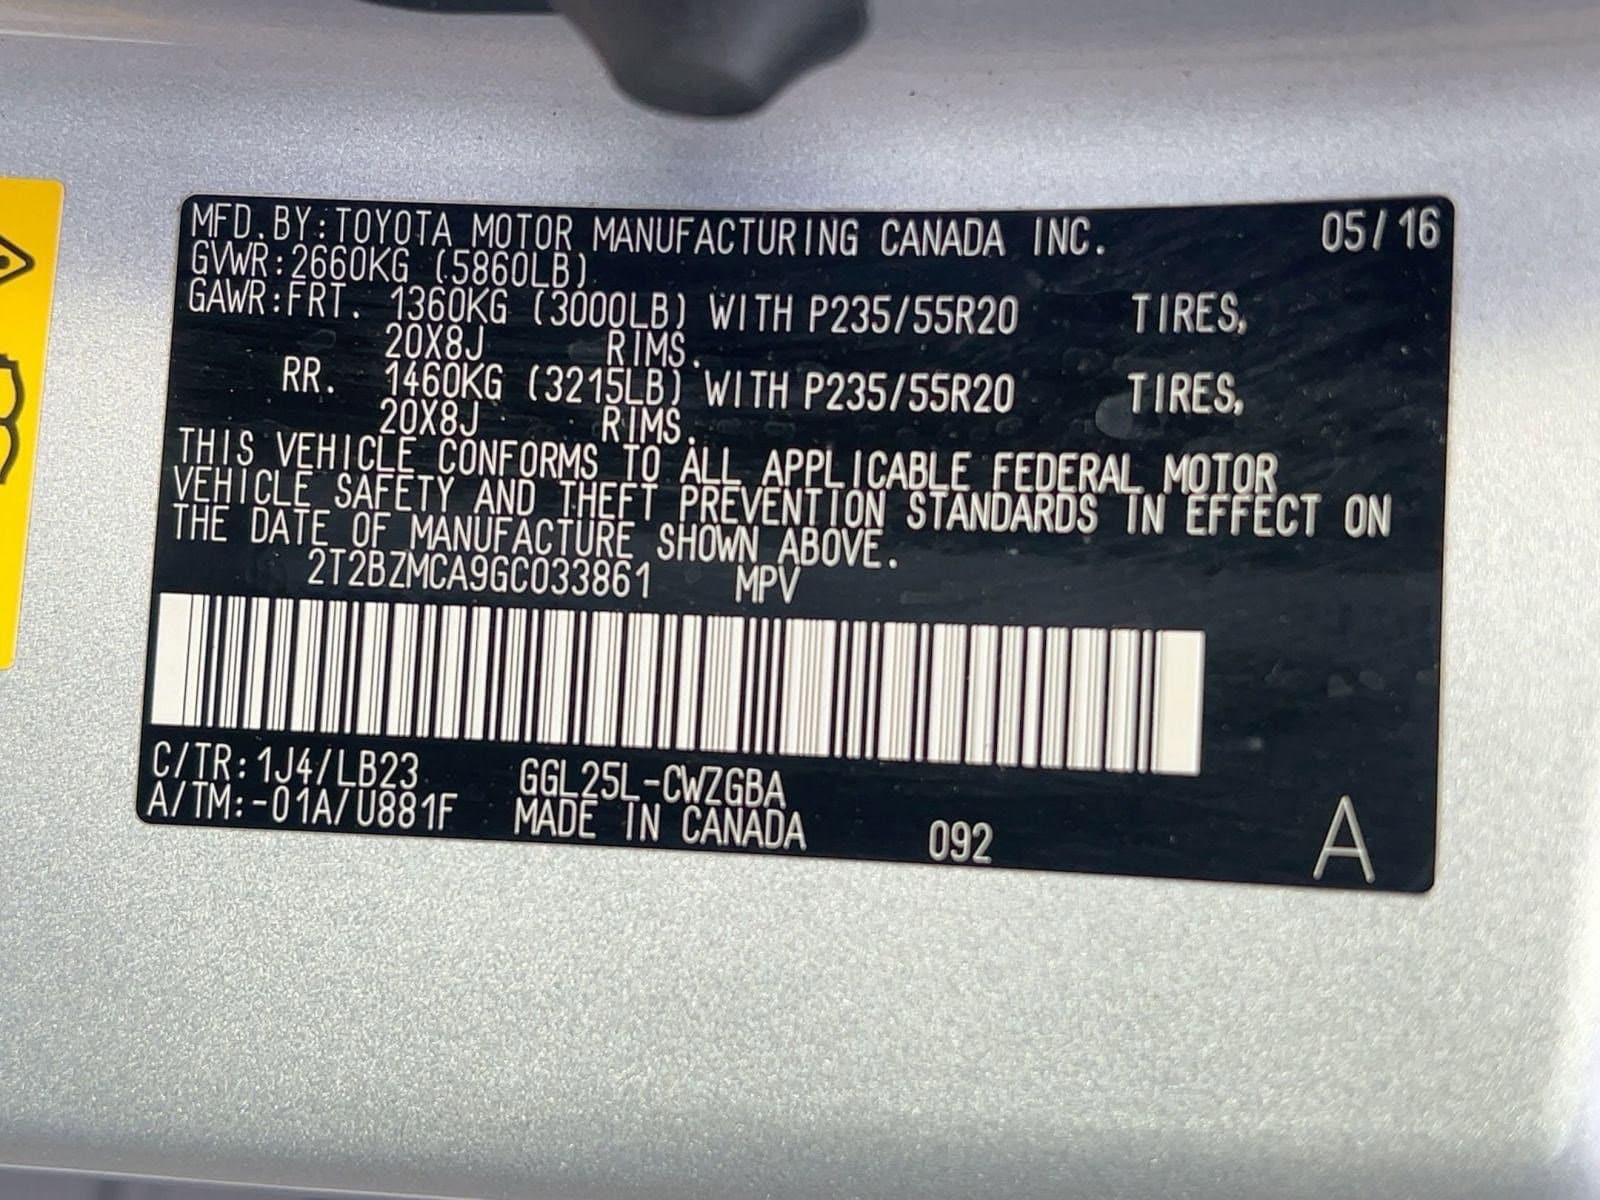 MFD. BY: TOYOTA MOTOR MANUFACTURING CANADA INC. 05/16
GVWR: 2660KG (5860LB)
GAWR: FRT. 1360KG (3000LB) WITH P235/55R20 TIRES,
20X8J RIMS.
RR. 1460KG (3215LB) WITH P235/55R20 TIRES,
20X8J RIMS.
THIS VEHICLE CONFORMS TO ALL APPLICABLE FEDERAL MOTOR
VEHICLE SAFETY AND THEFT PREVENTION STANDARDS IN EFFECT ON
THE DATE OF MANUFACTURE SHOWN ABOVE.
2T2BZMCA9GC033861 MPV
C/TR: 1J4/LB23 GGL25L-CWZGBA
A/TM: -01A/U881F MADE IN CANADA 092 A